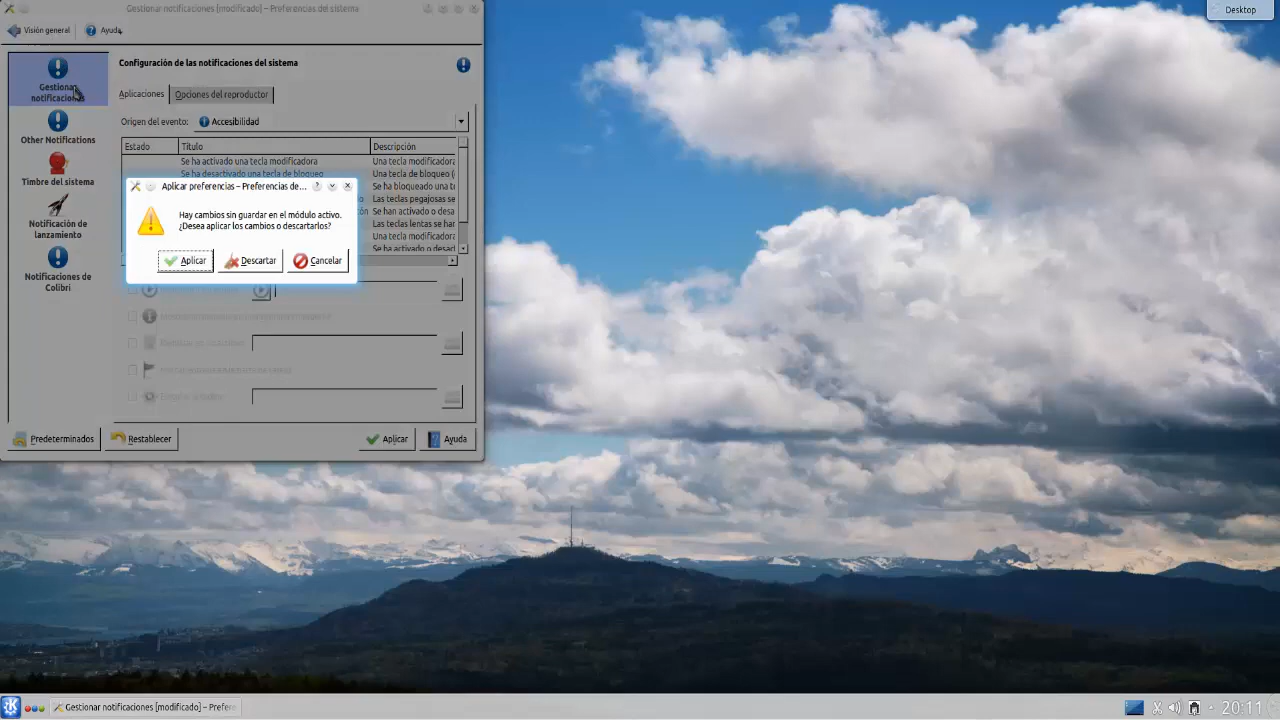 Gestionar notificaciones [modificado] – Preferencias del sistema
Desktop
Visión general
Ayuda
Configuración de las notificaciones del sistema
Gestionar
notificaciones
Aplicaciones
Opciones del reproductor
Origen del evento:
Accesibilidad
Other Notifications
Estado
Título
Descripción
Se ha activado una tecla modificadora
Una tecla modificadora
Se ha desactivado una tecla de bloqueo
Una tecla de bloqueo (
Timbre del sistema
Aplicar preferencias – Preferencias de...
Se ha bloqueado una t
Las teclas pegajosas se
Se han activado o desa
Hay cambios sin guardar en el módulo activo.
¿Desea aplicar los cambios o descartarlos?
Las teclas lentas se har
Una tecla modificadora
Se ha activado o desact
Notificación de
lanzamiento
Aplicar
Descartar
Cancelar
Notificaciones de
Colibri
Predeterminados
Restablecer
Aplicar
Ayuda
Gestionar notificaciones [modificado] – Prefere
20:11